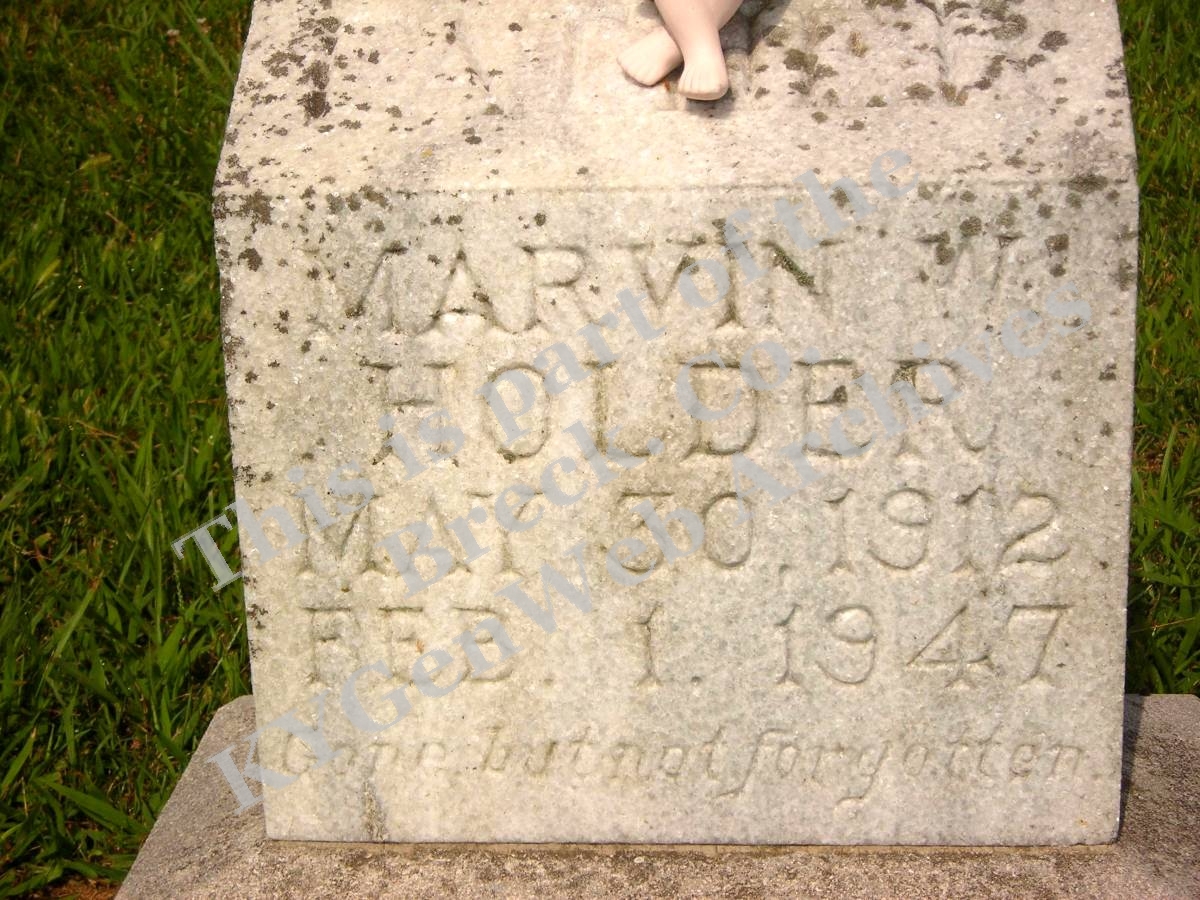 MARVIN W.
HOLDER
MAY 30, 1912
FEB. 1. 1947
Gone but not forgotten.
This is part of the
Breck. Co.
KYGenWeb Archives